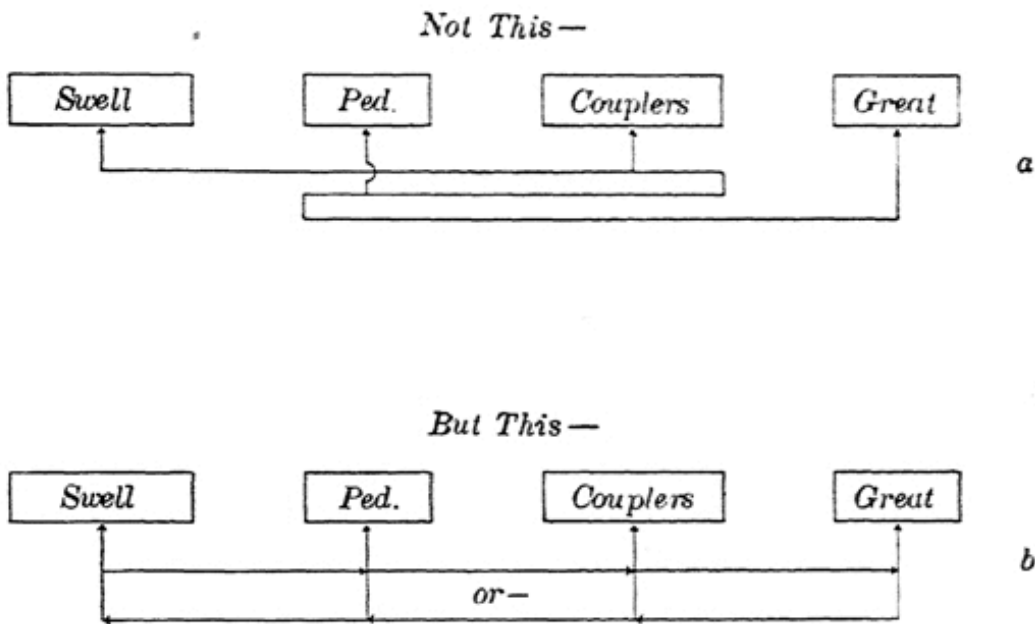 Not This—
Swell Ped. Couplers Great
a
But This—
Swell Ped. Couplers Great
b
or—